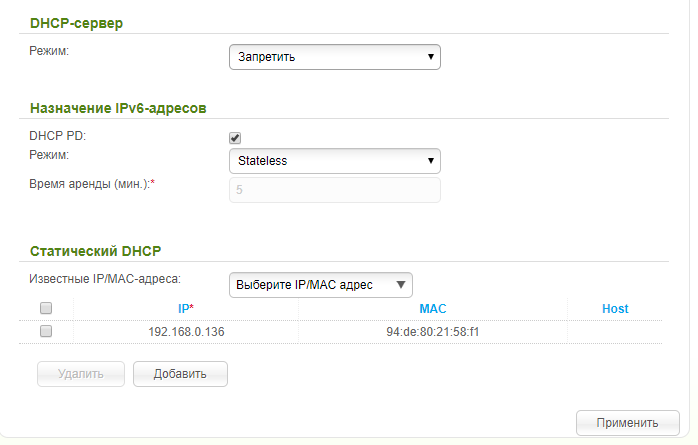 DHCP-сервер
Режим: Запретить
Назначение IPv6-адресов
DHCP PD:
Режим: Stateless
Время аренды (мин.):* 5
Статический DHCP
Известные IP/MAC-адреса: Выберите IP/MAC адрес
IP* MAC Host
192.168.0.136 94:de:80:21:58:f1
Удалить Добавить
Применить